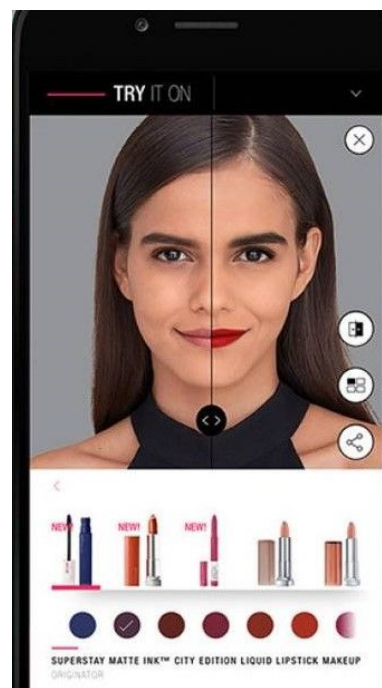 TRY IT ON
NEW!
NEW!
NEW!
SUPERSTAY MATTE INK™ CITY EDITION LIQUID LIPSTICK MAKEUP
ORIGINATOR